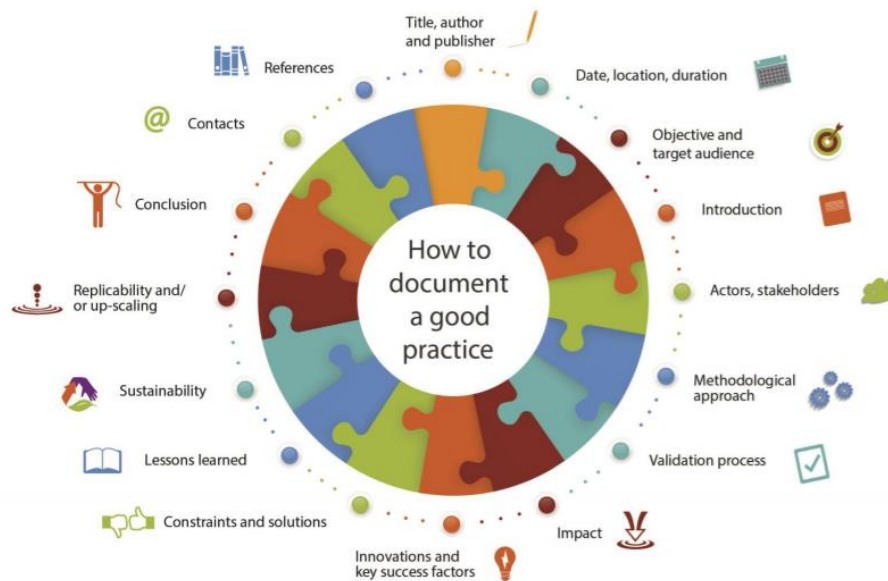 How to
document
a good
practice
Title, author
and publisher
Date, location, duration
Objective and
target audience
Introduction
Actors, stakeholders
Methodological
approach
Validation process
Impact
Innovations and
key success factors
Constraints and solutions
Lessons learned
Sustainability
Replicability and/
or up-scaling
Conclusion
Contacts
@
References